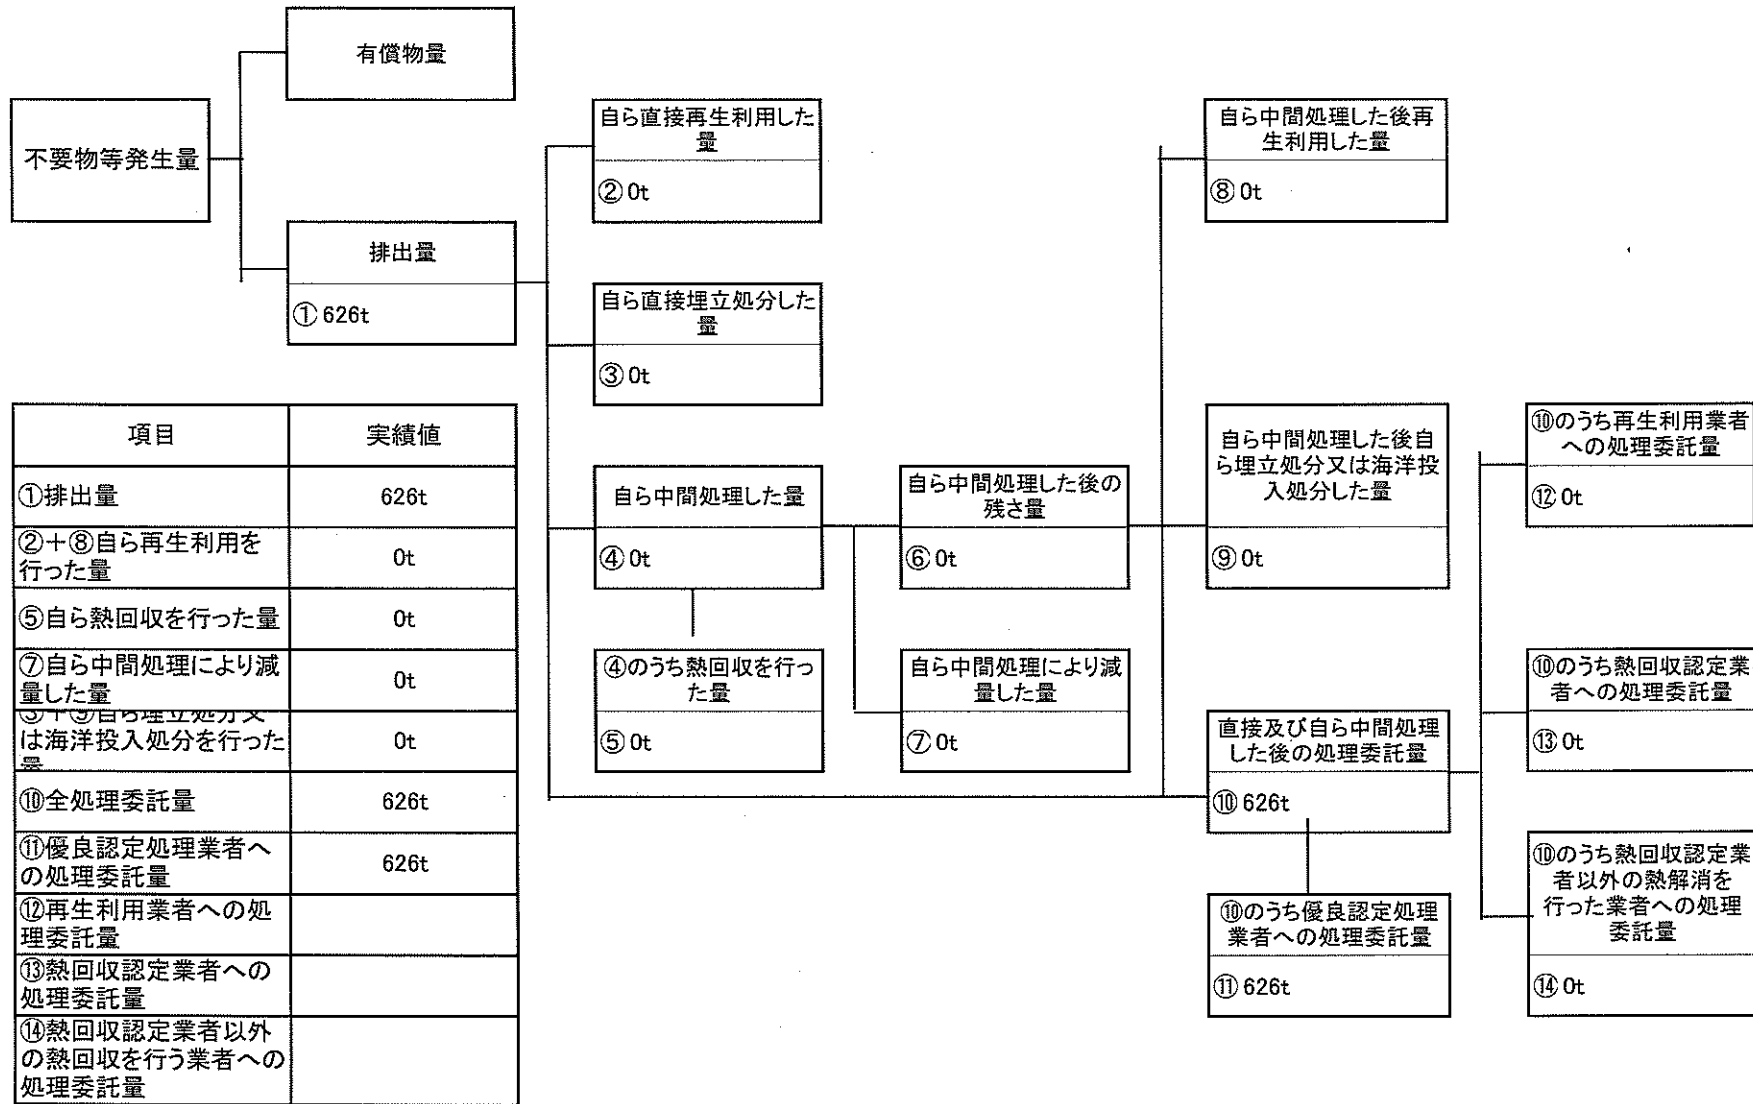 有償物量
不要物等発生量
排出量
① 626t
自ら直接再生利用した
量
② 0t
自ら直接埋立処分した
量
③ 0t
自ら中間処理した量
④ 0t
④のうち熱回収を行っ
た量
⑤ 0t
自ら中間処理した後の
残さ量
⑥ 0t
自ら中間処理により減
量した量
⑦ 0t
自ら中間処理した後再
生利用した量
⑧ 0t
自ら中間処理した後自
ら埋立処分又は海洋投
入処分した量
⑨ 0t
直接及び自ら中間処理
した後の処理委託量
⑩ 626t
⑩のうち優良認定処理
業者への処理委託量
⑪ 626t
⑩のうち再生利用業者
への処理委託量
⑫ 0t
⑩のうち熱回収認定業
者への処理委託量
⑬ 0t
⑩のうち熱回収認定業
者以外の熱解消を
行った業者への処理
委託量
⑭ 0t
項目 実績値
①排出量 626t
②＋⑧自ら再生利用を
行った量 0t
⑤自ら熱回収を行った量 0t
⑦自ら中間処理により減
量した量 0t
③＋⑨自ら埋立処分又
は海洋投入処分を行った
量 0t
⑩全処理委託量 626t
⑪優良認定処理業者へ
の処理委託量 626t
⑫再生利用業者への処
理委託量
⑬熱回収認定業者への
処理委託量
⑭熱回収認定業者以外
の熱回収を行う業者への
処理委託量